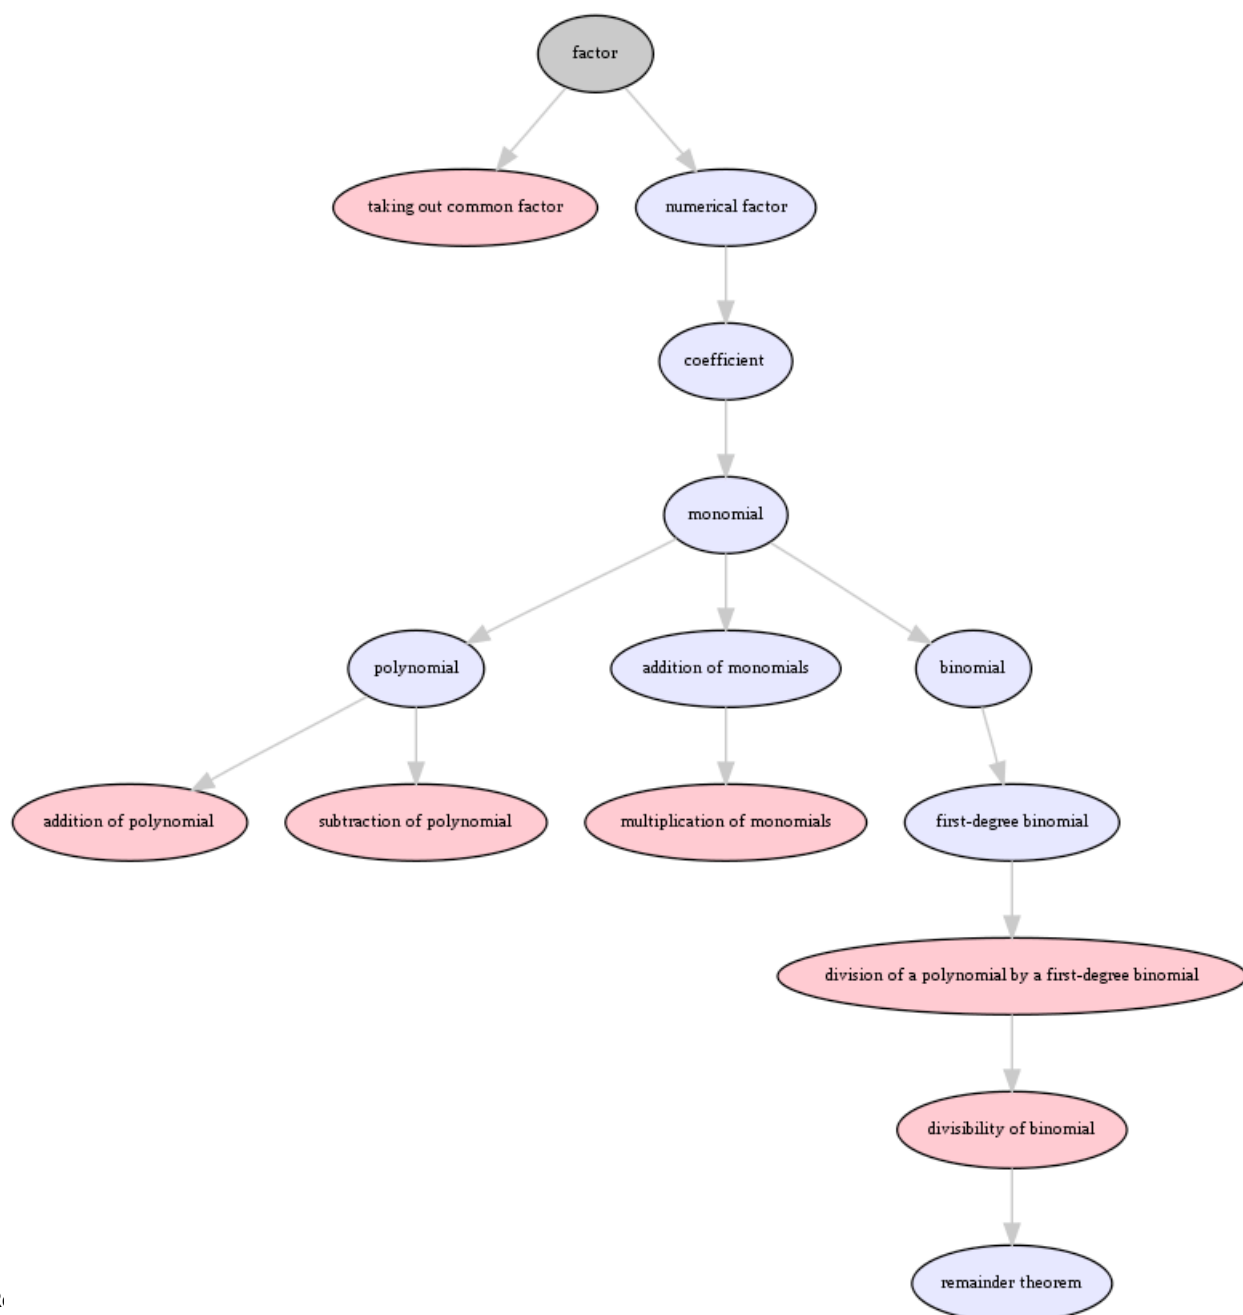 factor
taking out common factor
numerical factor
coefficient
monomial
polynomial
addition of monomials
binomial
addition of polynomial
subtraction of polynomial
multiplication of monomials
first-degree binomial
division of a polynomial by a first-degree binomial
divisibility of binomial
remainder theorem